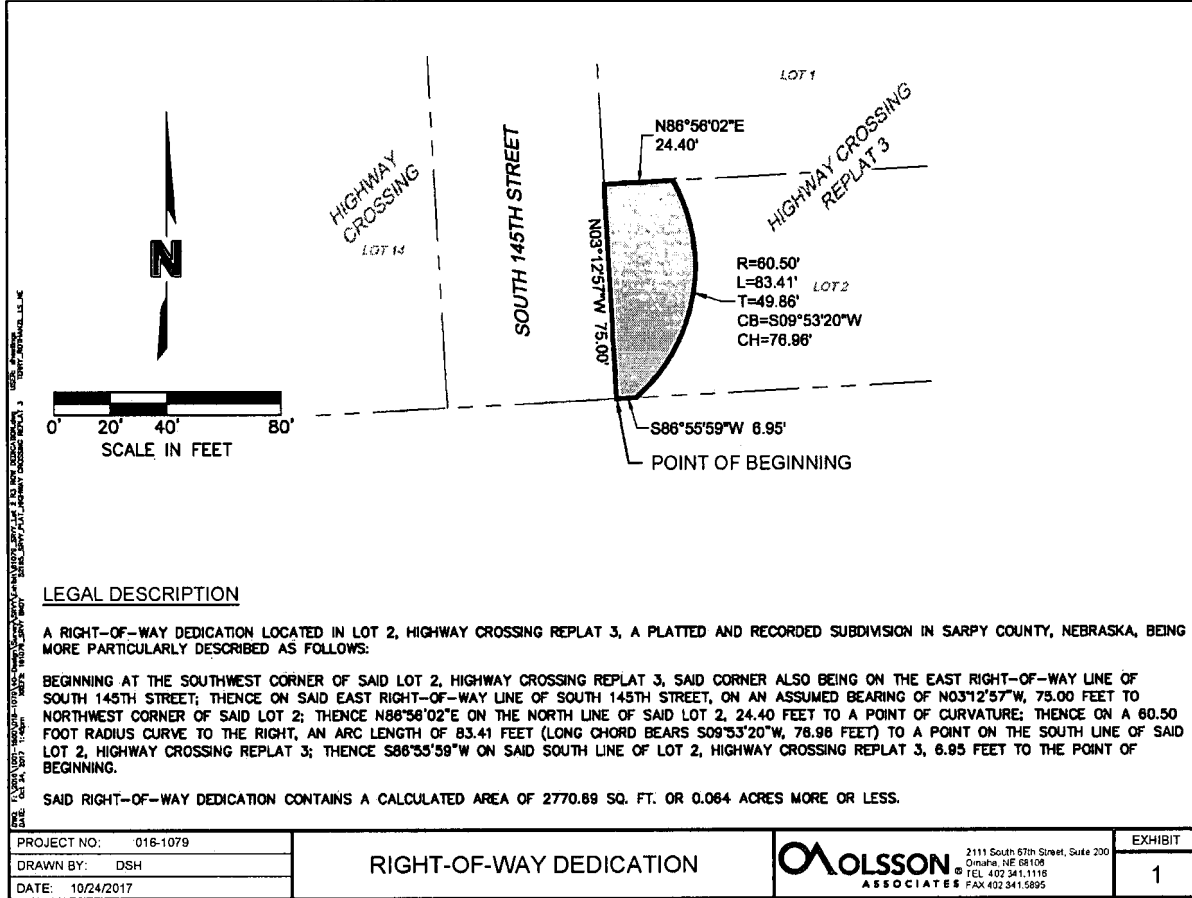 LOT 1
N86°56'02"E
24.40'
HIGHWAY CROSSING
REPLAT 3
HIGHWAY
CROSSING
LOT 14
SOUTH 145TH STREET
N03°12'57"W 75.00'
R=60.50'
L=83.41'
T=49.86'
CB=S09°53'20"W
CH=76.96'
LOT 2
N
0' 20' 40' 80'
SCALE IN FEET
S86°55'59"W 6.95'
POINT OF BEGINNING
LEGAL DESCRIPTION
A RIGHT-OF-WAY DEDICATION LOCATED IN LOT 2, HIGHWAY CROSSING REPLAT 3, A PLATTED AND RECORDED SUBDIVISION IN SARPY COUNTY, NEBRASKA, BEING
MORE PARTICULARLY DESCRIBED AS FOLLOWS:
BEGINNING AT THE SOUTHWEST CORNER OF SAID LOT 2, HIGHWAY CROSSING REPLAT 3, SAID CORNER ALSO BEING ON THE EAST RIGHT-OF-WAY LINE OF
SOUTH 145TH STREET; THENCE ON SAID EAST RIGHT-OF-WAY LINE OF SOUTH 145TH STREET, ON AN ASSUMED BEARING OF N03°12'57"W, 75.00 FEET TO
NORTHWEST CORNER OF SAID LOT 2; THENCE N86°56'02"E ON THE NORTH LINE OF SAID LOT 2, 24.40 FEET TO A POINT OF CURVATURE; THENCE ON A 60.50
FOOT RADIUS CURVE TO THE RIGHT, AN ARC LENGTH OF 83.41 FEET (LONG CHORD BEARS S09°53'20"W, 76.96 FEET) TO A POINT ON THE SOUTH LINE OF SAID
LOT 2, HIGHWAY CROSSING REPLAT 3; THENCE S86°55'59"W ON SAID SOUTH LINE OF LOT 2, HIGHWAY CROSSING REPLAT 3, 6.95 FEET TO THE POINT OF
BEGINNING.
SAID RIGHT-OF-WAY DEDICATION CONTAINS A CALCULATED AREA OF 2770.69 SQ. FT. OR 0.064 ACRES MORE OR LESS.
PROJECT NO: 016-1079
DRAWN BY: DSH
DATE: 10/24/2017
RIGHT-OF-WAY DEDICATION
OLSSON ®
ASSOCIATES
2111 South 67th Street, Suite 200
Omaha, NE 68106
TEL 402 341.1116
FAX 402 341.5895
EXHIBIT
1